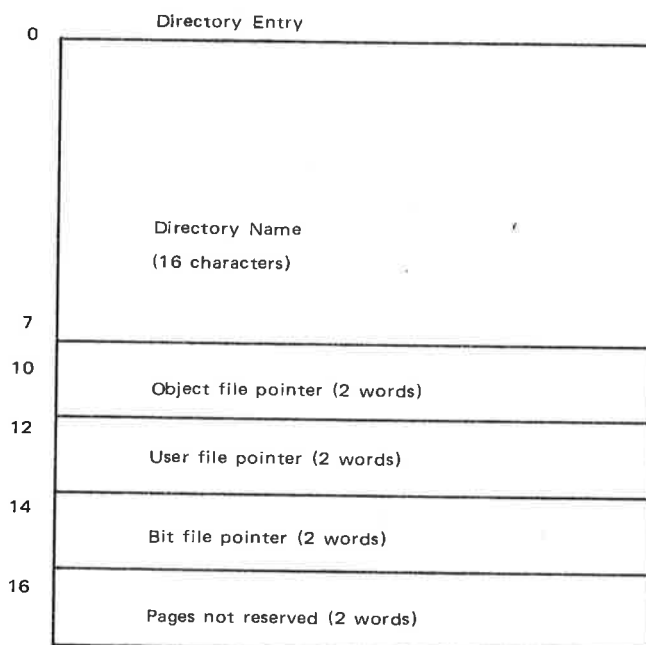 Directory Entry
0
Directory Name
(16 characters)
7
10
Object file pointer (2 words)
12
User file pointer (2 words)
14
Bit file pointer (2 words)
16
Pages not reserved (2 words)